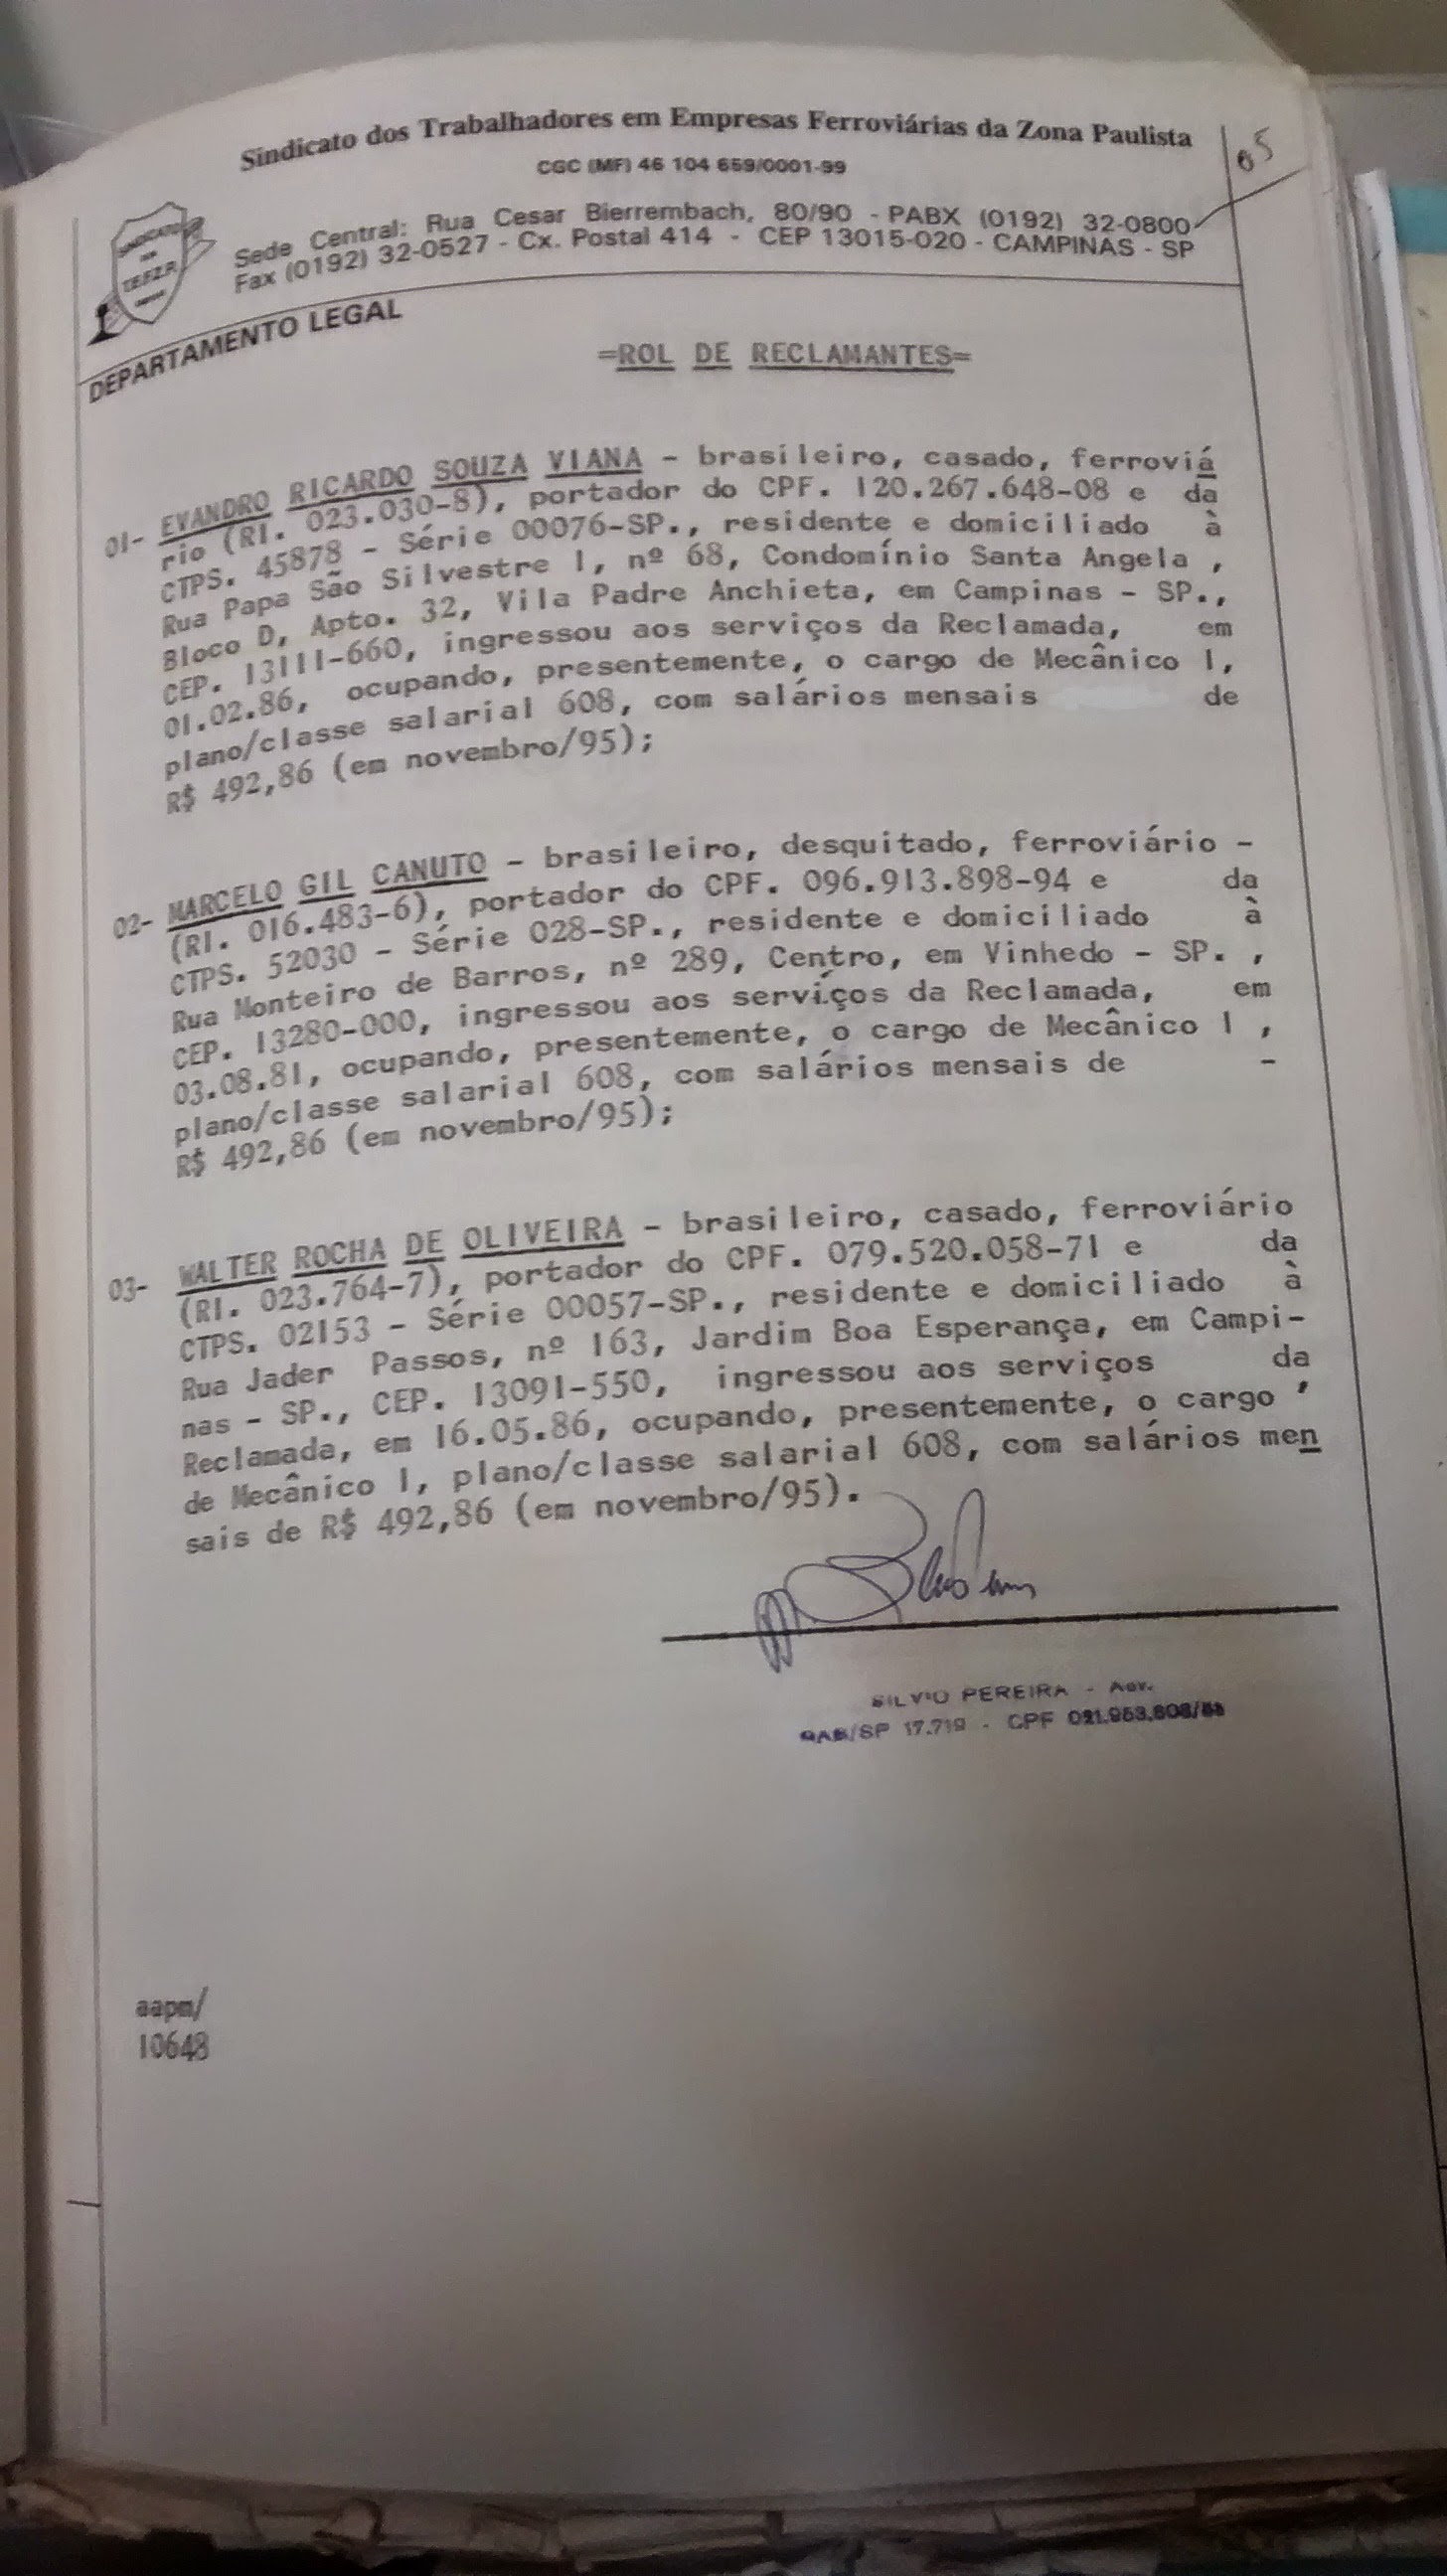 05
Sindicato dos Trabalhadores em Empresas Ferroviárias da Zona Paulista
CGC (MF) 46 104 659/0001-99
Sede Central: Rua Cesar Bierrembach, 80/90 - PABX (0192) 32-0800
Fax (0192) 32-0527 - Cx. Postal 414 - CEP 13015-020 - CAMPINAS - SP
SINDICATO
DEPARTAMENTO LEGAL
=ROL DE RECLAMANTES=
01- EVANDRO RICARDO SOUZA VIANA - brasileiro, casado, ferroviá
rio (RI. 023.030-8), portador do CPF. 120.267.648-08 e da
CTPS. 45878 - Série 00076-SP., residente e domiciliado à
Rua Papa São Silvestre I, nº 68, Condomínio Santa Angela ,
Bloco D, Apto. 32, Vila Padre Anchieta, em Campinas - SP.,
CEP. 13111-660, ingressou aos serviços da Reclamada, em
01.02.86, ocupando, presentemente, o cargo de Mecânico I,
plano/classe salarial 608, com salários mensais de
R$ 492,86 (em novembro/95);
02- MARCELO GIL CANUTO - brasileiro, desquitado, ferroviário -
(RI. 016.483-6), portador do CPF. 096.913.898-94 e da
CTPS. 52030 - Série 028-SP., residente e domiciliado à
Rua Monteiro de Barros, nº 289, Centro, em Vinhedo - SP. ,
CEP. 13280-000, ingressou aos serviços da Reclamada, em
03.08.81, ocupando, presentemente, o cargo de Mecânico I ,
plano/classe salarial 608, com salários mensais de -
R$ 492,86 (em novembro/95);
03- WALTER ROCHA DE OLIVEIRA - brasileiro, casado, ferroviário
(RI. 023.764-7), portador do CPF. 079.520.058-71 e da
CTPS. 02153 - Série 00057-SP., residente e domiciliado à
Rua Jader Passos, nº 163, Jardim Boa Esperança, em Campi-
nas - SP., CEP. 13091-550, ingressou aos serviços da
Reclamada, em 16.05.86, ocupando, presentemente, o cargo '
de Mecânico I, plano/classe salarial 608, com salários men
sais de R$ 492,86 (em novembro/95).
SILVIO PEREIRA - Adv.
OAB/SP 17.719 - CPF
aapm/
10648